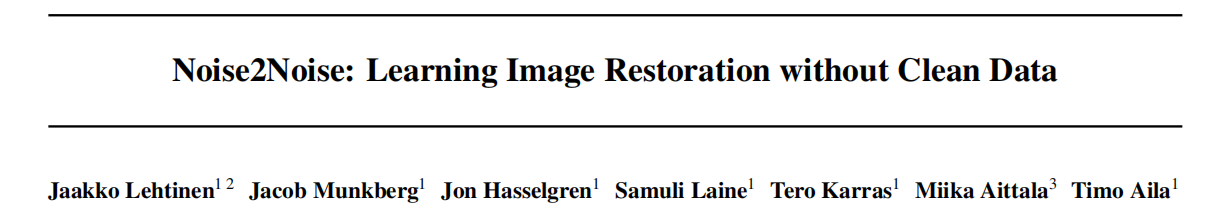 Noise2Noise: Learning Image Restoration without Clean Data
Jaakko Lehtinen1 2 Jacob Munkberg1 Jon Hasselgren1 Samuli Laine1 Tero Karras1 Miika Aittala3 Timo Aila1